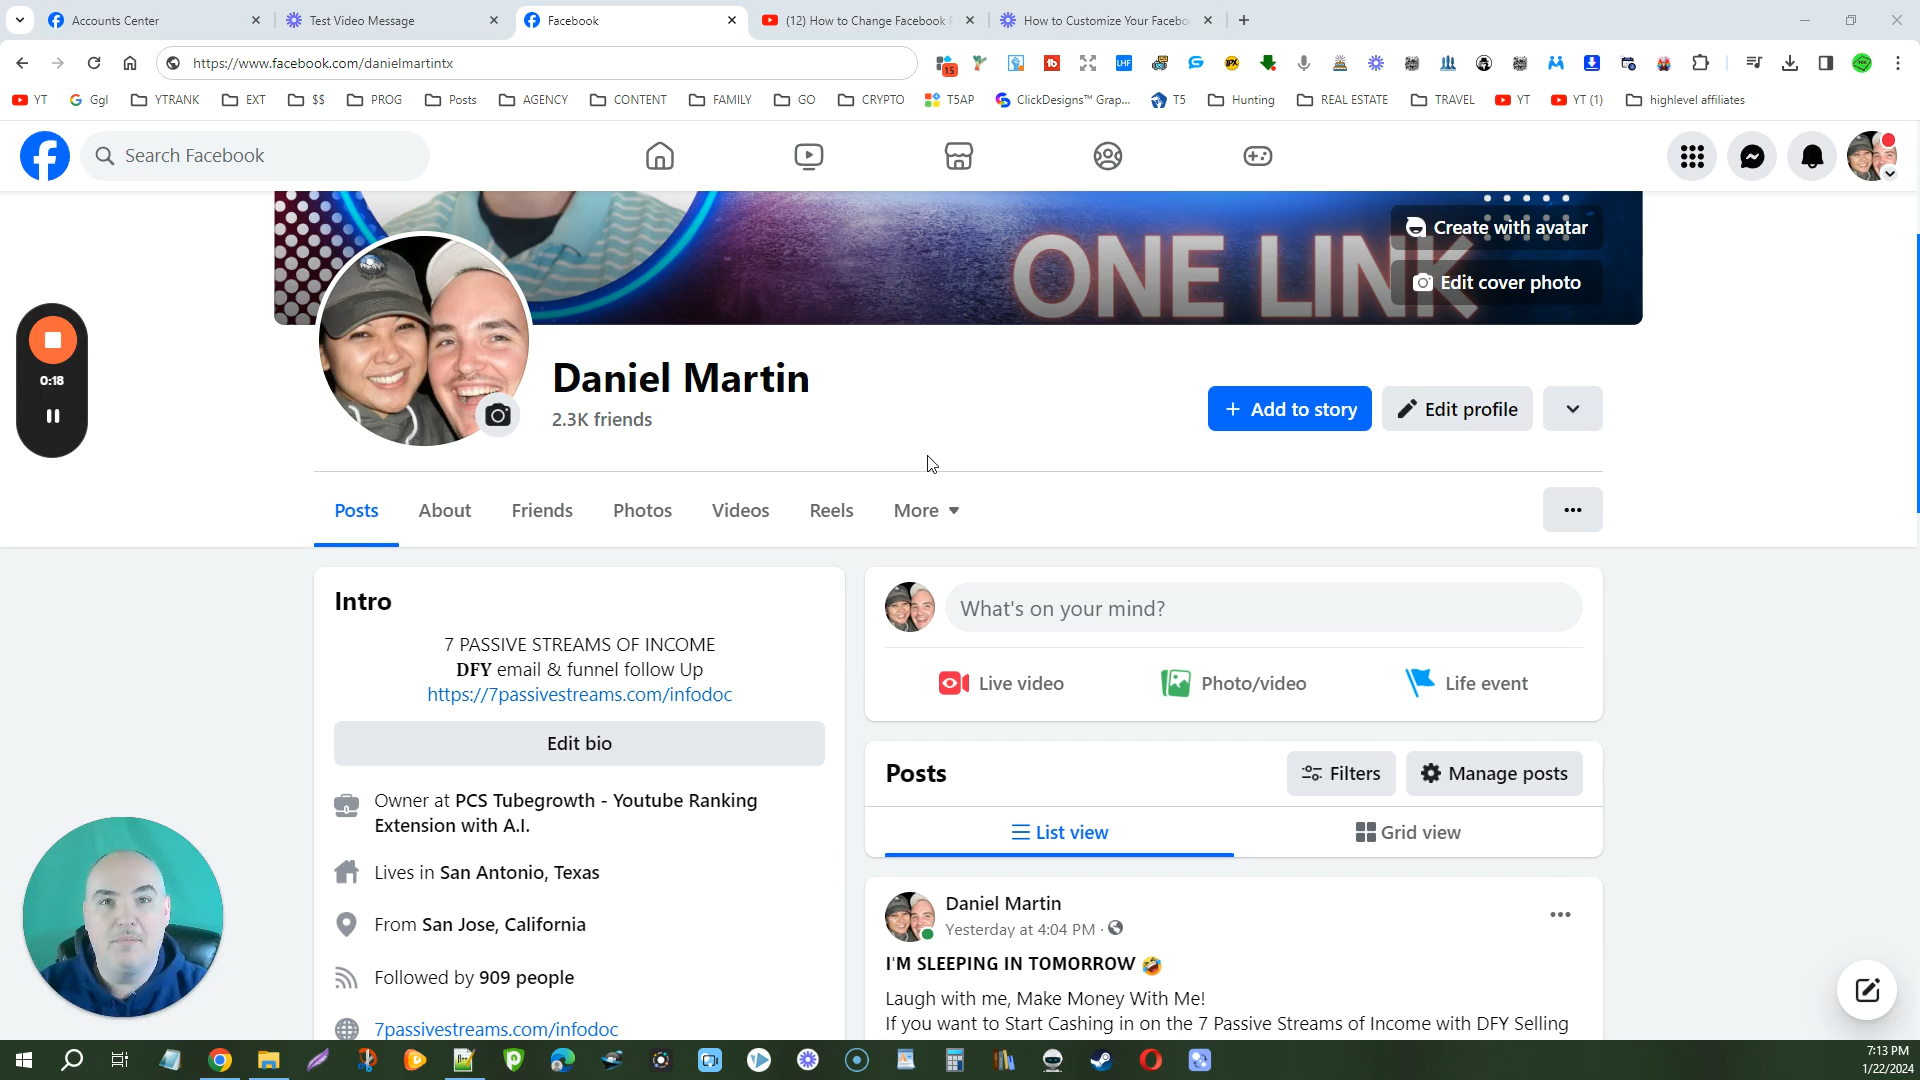 Accounts Center
Test Video Message
Facebook
(12) How to Change Facebook P
How to Customize Your Facebo
https://www.facebook.com/danielmartintx
15
LHF
YT
Ggl
YTRANK
EXT
$$
PROG
Posts
AGENCY
CONTENT
FAMILY
GO
CRYPTO
T5AP
ClickDesigns™ Grap...
T5
Hunting
REAL ESTATE
TRAVEL
YT
YT (1)
highlevel affiliates
Search Facebook
ONE LINK
Create with avatar
Edit cover photo
0:18
Daniel Martin
2.3K friends
+ Add to story
Edit profile
Posts
About
Friends
Photos
Videos
Reels
More
Intro
7 PASSIVE STREAMS OF INCOME
DFY email & funnel follow Up
https://7passivestreams.com/infodoc
Edit bio
Owner at PCS Tubegrowth - Youtube Ranking
Extension with A.I.
Lives in San Antonio, Texas
From San Jose, California
Followed by 909 people
7passivestreams.com/infodoc
What's on your mind?
Live video
Photo/video
Life event
Posts
Filters
Manage posts
List view
Grid view
Daniel Martin
Yesterday at 4:04 PM ·
I'M SLEEPING IN TOMORROW 🤣
Laugh with me, Make Money With Me!
If you want to Start Cashing in on the 7 Passive Streams of Income with DFY Selling
7:13 PM
1/22/2024